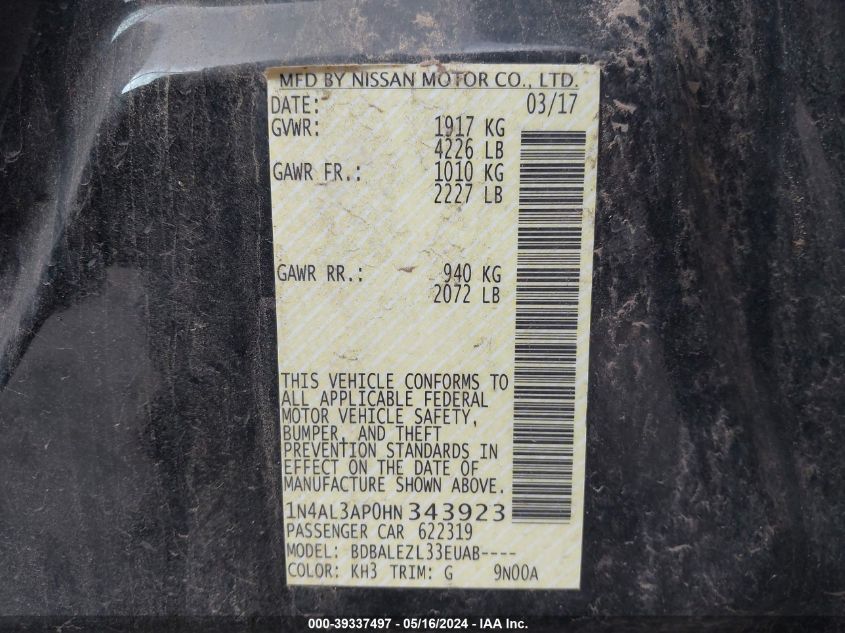 MFD BY NISSAN MOTOR CO., LTD.
DATE: 03/17
GVWR: 1917 KG
4226 LB
GAWR FR.: 1010 KG
2227 LB
GAWR RR.: 940 KG
2072 LB
THIS VEHICLE CONFORMS TO
ALL APPLICABLE FEDERAL
MOTOR VEHICLE SAFETY,
BUMPER, AND THEFT
PREVENTION STANDARDS IN
EFFECT ON THE DATE OF
MANUFACTURE SHOWN ABOVE.
1N4AL3AP0HN343923
PASSENGER CAR 622319
MODEL: BDBALEZL33EUAB----
COLOR: KH3 TRIM: G 9N00A
000-39337497 - 05/16/2024 - IAA Inc.